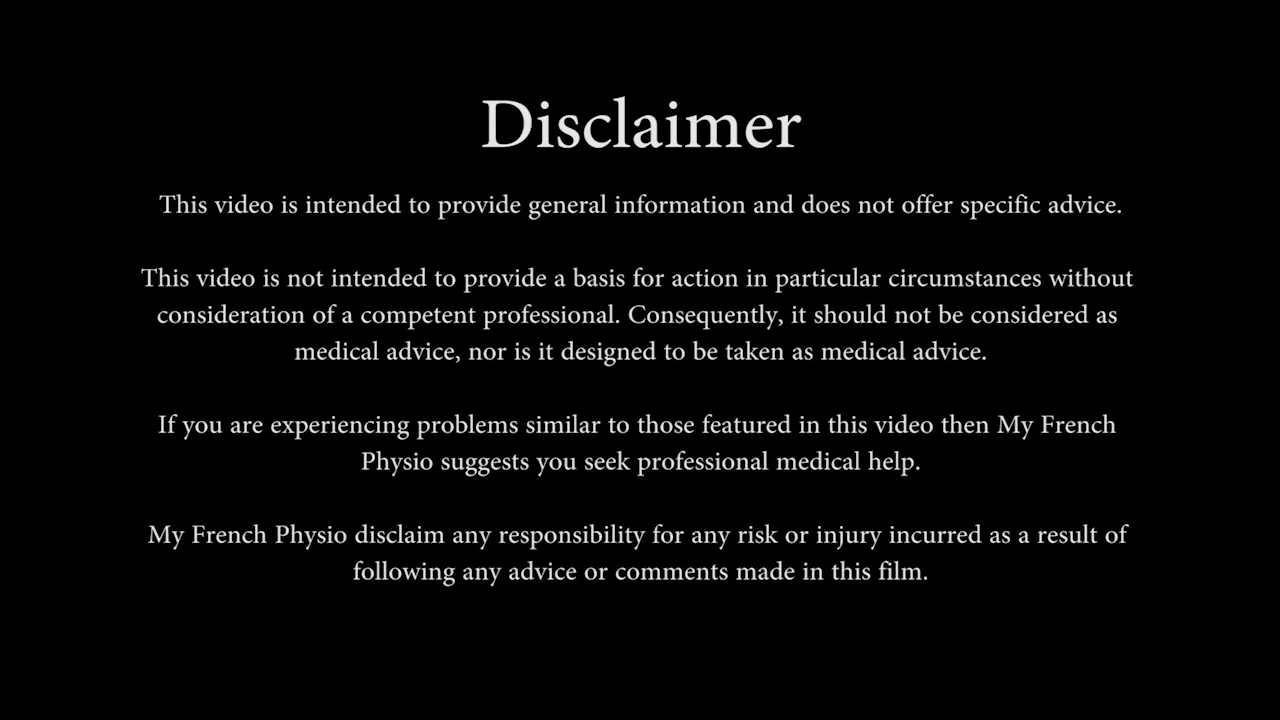 Disclaimer
This video is intended to provide general information and does not offer specific advice.
This video is not intended to provide a basis for action in particular circumstances without
consideration of a competent professional. Consequently, it should not be considered as
medical advice, nor is it designed to be taken as medical advice.
If you are experiencing problems similar to those featured in this video then My French
Physio suggests you seek professional medical help.
My French Physio disclaim any responsibility for any risk or injury incurred as a result of
following any advice or comments made in this film.